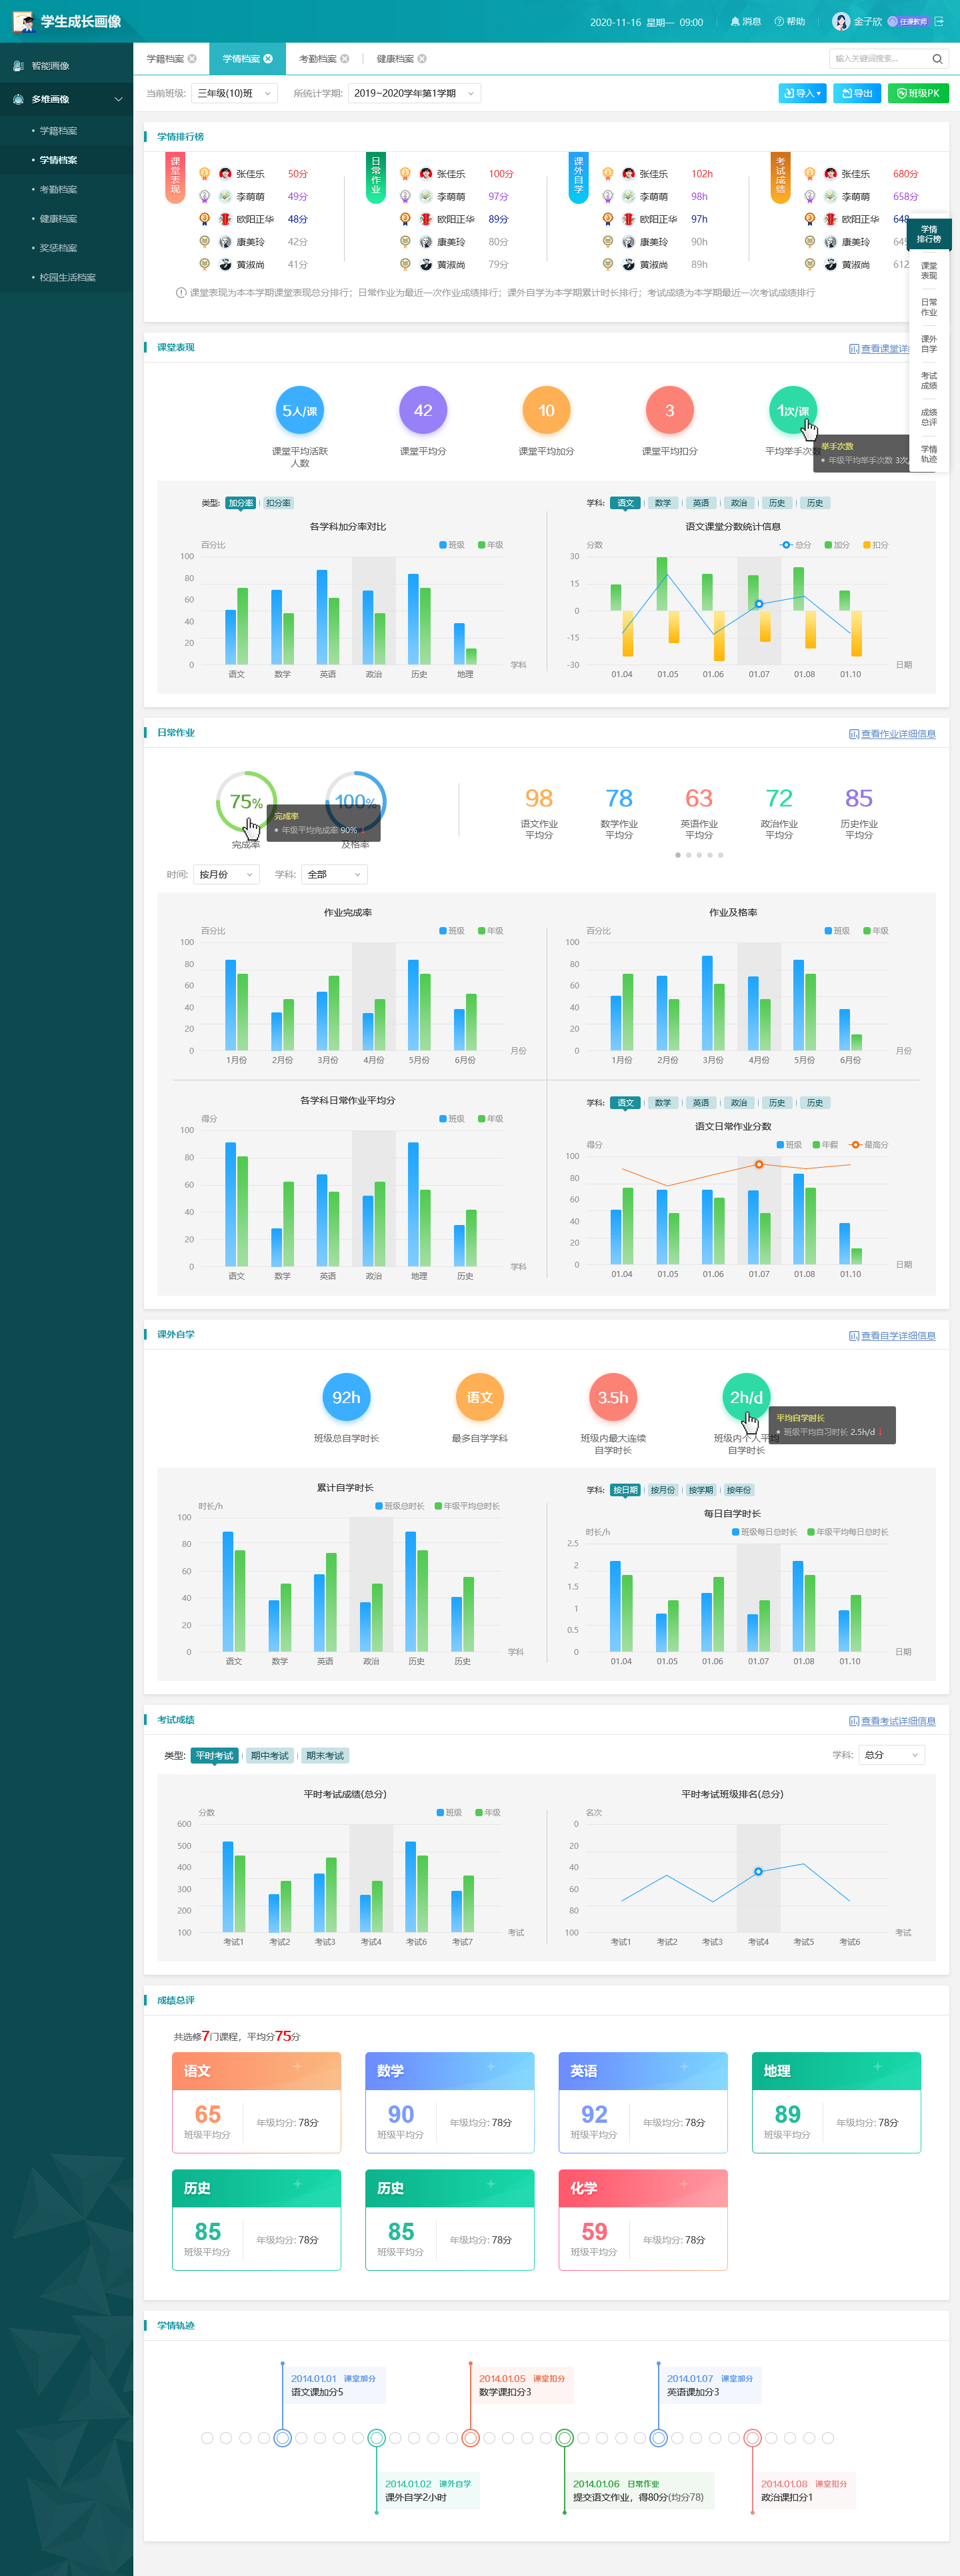 学生成长画像
2020-11-16 星期一 09:00
消息
帮助
金子欣
任课教师
智能画像
多维画像
学籍档案
学情档案
考勤档案
健康档案
奖惩档案
校园生活档案
学籍档案
学情档案
考勤档案
健康档案
输入关键词搜索...
当前班级: 三年级(10)班
所统计学期: 2019~2020学年第1学期
导入
导出
班级PK
学情排行榜
课堂表现
张佳乐 50分
李萌萌 49分
欧阳正华 48分
康美玲 42分
黄淑尚 41分
日常作业
张佳乐 100分
李萌萌 97分
欧阳正华 89分
康美玲 80分
黄淑尚 79分
课外自学
张佳乐 102h
李萌萌 98h
欧阳正华 97h
康美玲 90h
黄淑尚 89h
考试成绩
张佳乐 680分
李萌萌 658分
欧阳正华 648
康美玲 645
黄淑尚 612
课堂表现为本本学期课堂表现总分排行；日常作业为最近一次作业成绩排行；课外自学为本学期累计时长排行；考试成绩为本学期最近一次考试成绩排行
学情
排行榜
课堂
表现
日常
作业
课外
自学
考试
成绩
成绩
总评
学情
轨迹
课堂表现
查看课堂详
5人/课
课堂平均活跃
人数
42
课堂平均分
10
课堂平均加分
3
课堂平均扣分
1次/课
平均举手次数
举手次数
年级平均举手次数 3次
类型: 加分率 扣分率
各学科加分率对比
百分比
班级 年级
100
80
60
40
20
0
语文 数学 英语 政治 历史 地理
学科
学科: 语文 数学 英语 政治 历史 历史
语文课堂分数统计信息
分数
总分 加分 扣分
30
15
0
-15
-30
01.04 01.05 01.06 01.07 01.08 01.10
日期
日常作业
查看作业详细信息
75%
完成率
100%
及格率
完成率
年级平均完成率 90%
98
语文作业
平均分
78
数学作业
平均分
63
英语作业
平均分
72
政治作业
平均分
85
历史作业
平均分
时间: 按月份
学科: 全部
作业完成率
百分比
班级 年级
100
80
60
40
20
0
1月份 2月份 3月份 4月份 5月份 6月份
月份
作业及格率
百分比
班级 年级
100
80
60
40
20
0
1月份 2月份 3月份 4月份 5月份 6月份
月份
各学科日常作业平均分
得分
班级 年级
100
80
60
40
20
0
语文 数学 英语 政治 地理 历史
学科
学科: 语文 数学 英语 政治 历史 历史
语文日常作业分数
得分
班级 年假 最高分
100
80
60
40
20
0
01.04 01.05 01.06 01.07 01.08 01.10
日期
课外自学
查看自学详细信息
92h
班级总自学时长
语文
最多自学学科
3.5h
班级内最大连续
自学时长
2h/d
班级内个人平均
自学时长
平均自学时长
班级平均自习时长 2.5h/d
累计自学时长
时长/h
班级总时长 年级平均总时长
100
80
60
40
20
0
语文 数学 英语 政治 历史 历史
学科
学科: 按日期 按月份 按学期 按年份
每日自学时长
时长/h
班级每日总时长 年级平均每日总时长
2.5
2
1.5
1
0.5
0
01.04 01.05 01.06 01.07 01.08 01.10
日期
考试成绩
查看考试详细信息
类型: 平时考试 期中考试 期末考试
学科: 总分
平时考试成绩(总分)
分数
班级 年级
600
500
400
300
200
100
考试1 考试2 考试3 考试4 考试6 考试7
考试
平时考试班级排名(总分)
名次
0
20
40
60
80
100
考试1 考试2 考试3 考试4 考试5 考试6
考试
成绩总评
共选修7门课程，平均分75分
语文
65
班级平均分
年级均分: 78分
数学
90
班级平均分
年级均分: 78分
英语
92
班级平均分
年级均分: 78分
地理
89
班级平均分
年级均分: 78分
历史
85
班级平均分
年级均分: 78分
历史
85
班级平均分
年级均分: 78分
化学
59
班级平均分
年级均分: 78分
学情轨迹
2014.01.01 课堂加分
语文课加分5
2014.01.05 课堂扣分
数学课扣分3
2014.01.07 课堂加分
英语课加分3
2014.01.02 课外自学
课外自学2小时
2014.01.06 日常作业
提交语文作业，得80分(均分78)
2014.01.08 课堂扣分
政治课扣分1